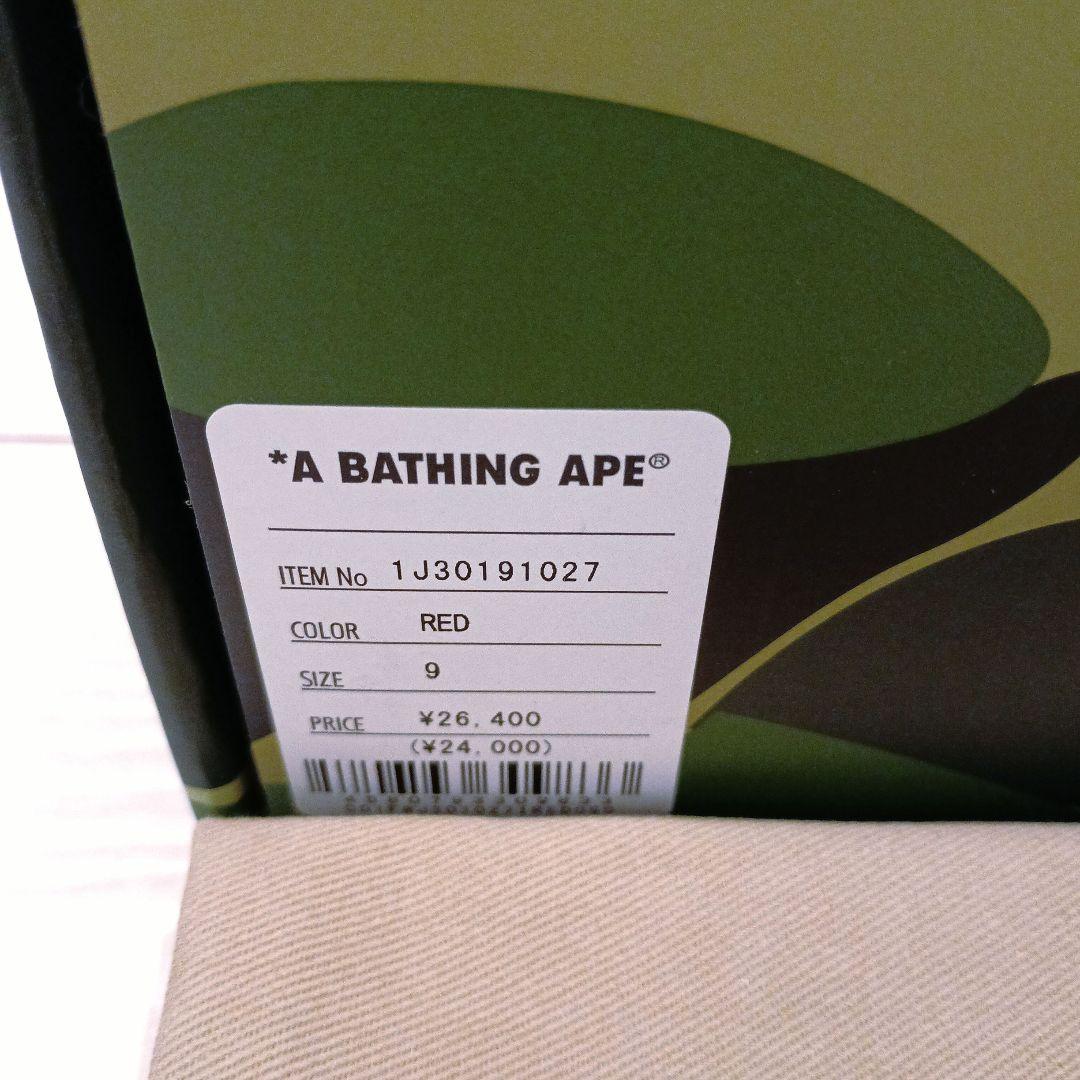 *A BATHING APE®
ITEM No 1J30191027
COLOR RED
SIZE 9
PRICE ¥26,400
(¥24,000)